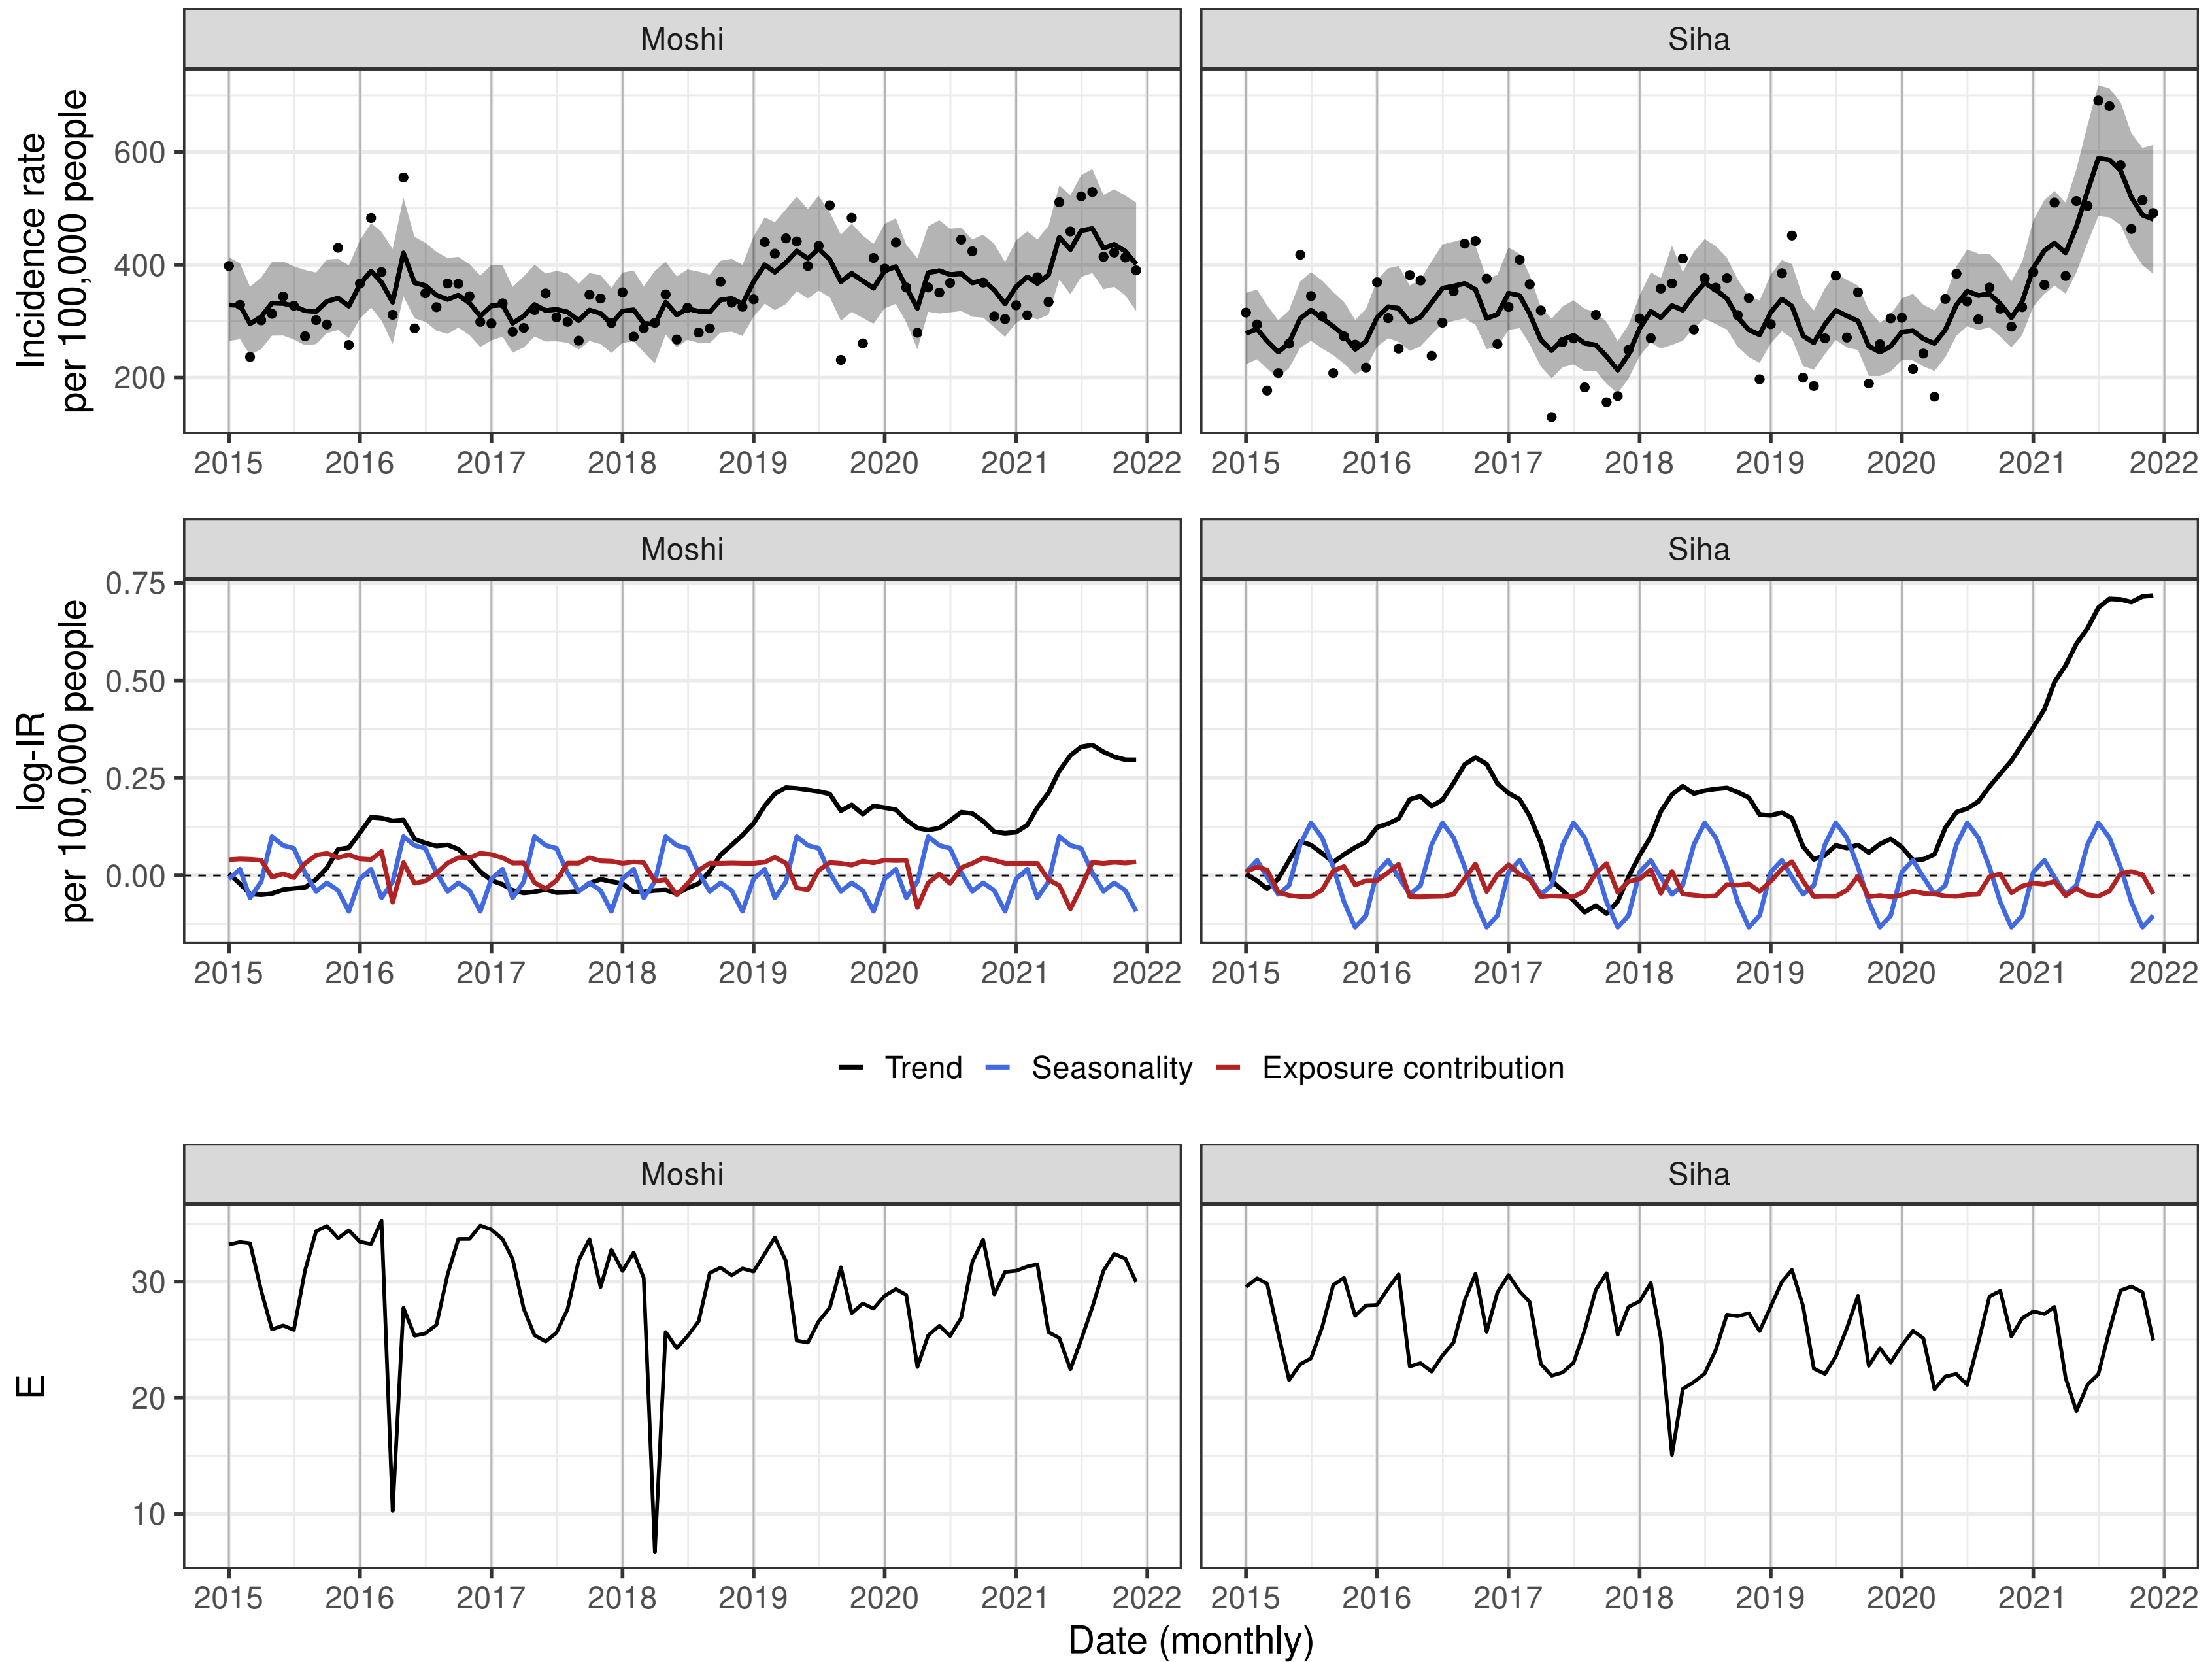 Moshi Siha
Incidence rate
per 100,000 people
600
400
200
2015 2016 2017 2018 2019 2020 2021 2022 2015 2016 2017 2018 2019 2020 2021 2022
Moshi Siha
log-IR
per 100,000 people
0.75
0.50
0.25
0.00
2015 2016 2017 2018 2019 2020 2021 2022 2015 2016 2017 2018 2019 2020 2021 2022
Trend Seasonality Exposure contribution
Moshi Siha
E
30
20
10
2015 2016 2017 2018 2019 2020 2021 2022 2015 2016 2017 2018 2019 2020 2021 2022
Date (monthly)